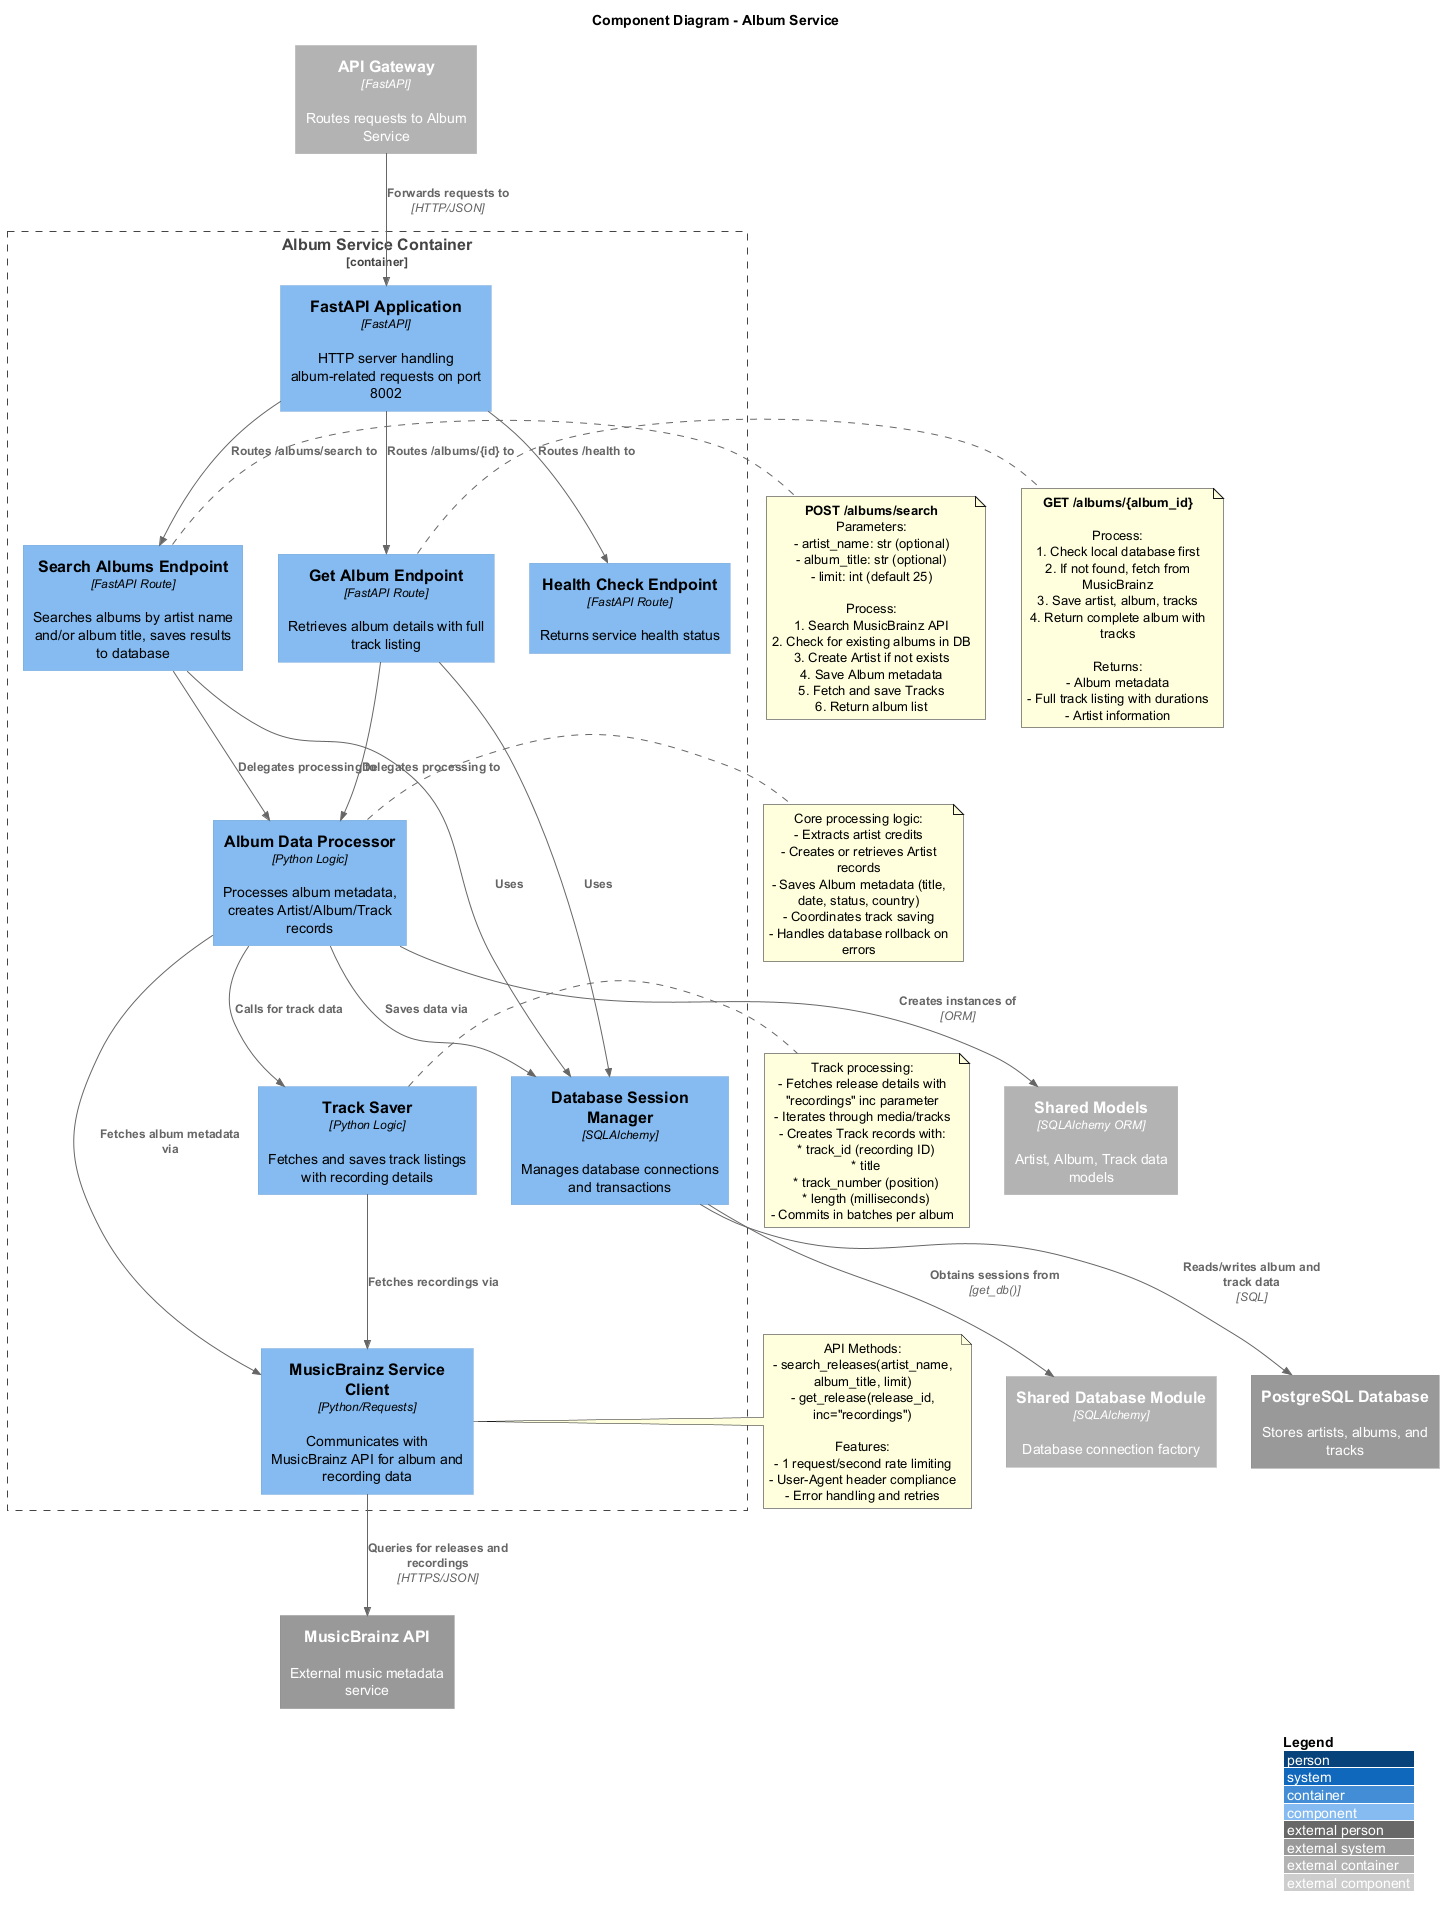 Component Diagram - Album Service
API Gateway
[FastAPI]
Routes requests to Album
Service
Forwards requests to
[HTTP/JSON]
Album Service Container
[container]
FastAPI Application
[FastAPI]
HTTP server handling
album-related requests on port
8002
Routes /albums/search to
Routes /albums/{id} to
Routes /health to
Search Albums Endpoint
[FastAPI Route]
Searches albums by artist name
and/or album title, saves results
to database
Get Album Endpoint
[FastAPI Route]
Retrieves album details with full
track listing
Health Check Endpoint
[FastAPI Route]
Returns service health status
POST /albums/search
Parameters:
- artist_name: str (optional)
- album_title: str (optional)
- limit: int (default 25)
Process:
1. Search MusicBrainz API
2. Check for existing albums in DB
3. Create Artist if not exists
4. Save Album metadata
5. Fetch and save Tracks
6. Return album list
GET /albums/{album_id}
Process:
1. Check local database first
2. If not found, fetch from
MusicBrainz
3. Save artist, album, tracks
4. Return complete album with
tracks
Returns:
- Album metadata
- Full track listing with durations
- Artist information
Delegates processing to
Delegates processing to
Album Data Processor
[Python Logic]
Processes album metadata,
creates Artist/Album/Track
records
Uses
Uses
Core processing logic:
- Extracts artist credits
- Creates or retrieves Artist
records
- Saves Album metadata (title,
date, status, country)
- Coordinates track saving
- Handles database rollback on
errors
Calls for track data
Saves data via
Creates instances of
[ORM]
Fetches album metadata
via
Track Saver
[Python Logic]
Fetches and saves track listings
with recording details
Database Session
Manager
[SQLAlchemy]
Manages database connections
and transactions
Track processing:
- Fetches release details with
"recordings" inc parameter
- Iterates through media/tracks
- Creates Track records with:
* track_id (recording ID)
* title
* track_number (position)
* length (milliseconds)
- Commits in batches per album
Shared Models
[SQLAlchemy ORM]
Artist, Album, Track data
models
Fetches recordings via
Obtains sessions from
[get_db()]
Reads/writes album and
track data
[SQL]
MusicBrainz Service
Client
[Python/Requests]
Communicates with
MusicBrainz API for album and
recording data
API Methods:
- search_releases(artist_name,
album_title, limit)
- get_release(release_id,
inc="recordings")
Features:
- 1 request/second rate limiting
- User-Agent header compliance
- Error handling and retries
Shared Database Module
[SQLAlchemy]
Database connection factory
PostgreSQL Database
Stores artists, albums, and
tracks
Queries for releases and
recordings
[HTTPS/JSON]
MusicBrainz API
External music metadata
service
Legend
person
system
container
component
external person
external system
external container
external component